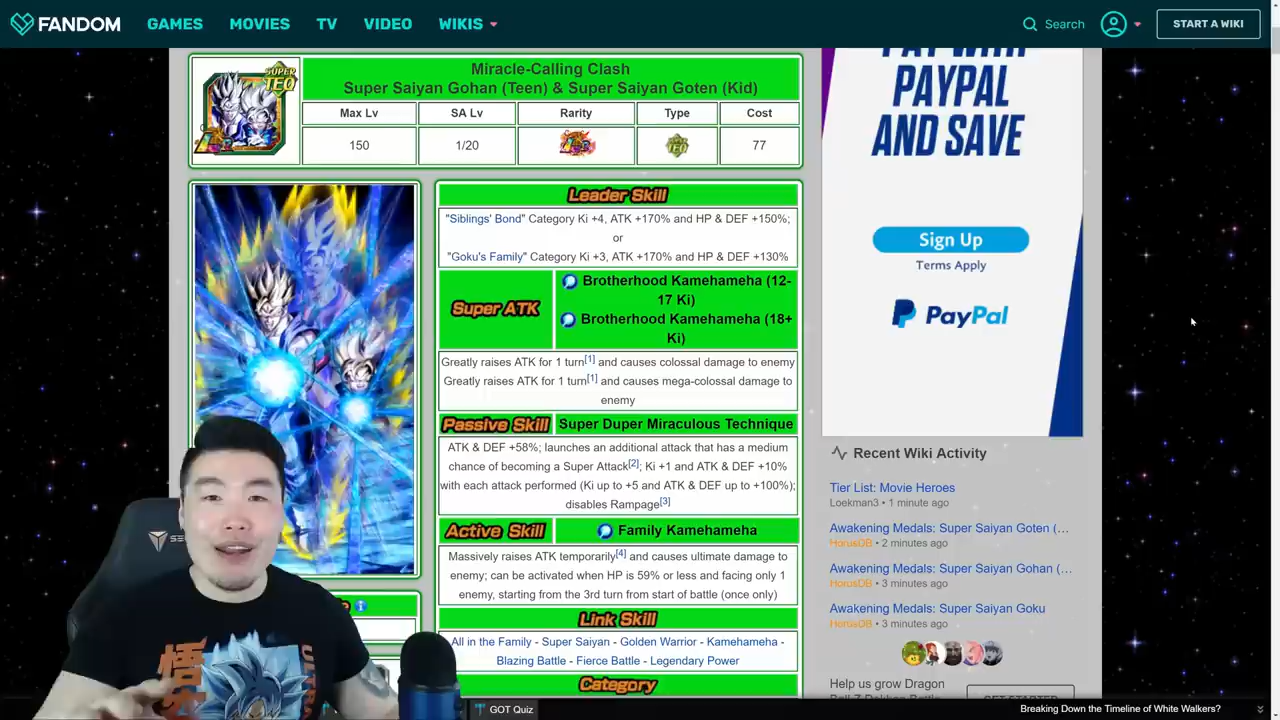 FANDOM
GAMES
MOVIES
TV
VIDEO
WIKIS
Search
START A WIKI
SUPER
TEQ
Miracle-Calling Clash
Super Saiyan Gohan (Teen) & Super Saiyan Goten (Kid)
Max Lv
SA Lv
Rarity
Type
Cost
150
1/20
77
Leader Skill
"Siblings' Bond" Category Ki +4, ATK +170% and HP & DEF +150%;
or
"Goku's Family" Category Ki +3, ATK +170% and HP & DEF +130%
Super ATK
Brotherhood Kamehameha (12-
17 Ki)
Brotherhood Kamehameha (18+
Ki)
Greatly raises ATK for 1 turn[1] and causes colossal damage to enemy
Greatly raises ATK for 1 turn[1] and causes mega-colossal damage to
enemy
Passive Skill
Super Duper Miraculous Technique
ATK & DEF +58%; launches an additional attack that has a medium
chance of becoming a Super Attack[2]; Ki +1 and ATK & DEF +10%
with each attack performed (Ki up to +5 and ATK & DEF up to +100%);
disables Rampage[3]
Active Skill
Family Kamehameha
Massively raises ATK temporarily[4] and causes ultimate damage to
enemy; can be activated when HP is 59% or less and facing only 1
enemy, starting from the 3rd turn from start of battle (once only)
Link Skill
All in the Family - Super Saiyan - Golden Warrior - Kamehameha -
Blazing Battle - Fierce Battle - Legendary Power
Category
PAY WITH
PAYPAL
AND SAVE
Sign Up
Terms Apply
PayPal
Recent Wiki Activity
Tier List: Movie Heroes
Loekman3 • 1 minute ago
Awakening Medals: Super Saiyan Goten (…
HorusDB • 2 minutes ago
Awakening Medals: Super Saiyan Gohan (…
HorusDB • 3 minutes ago
Awakening Medals: Super Saiyan Goku
HorusDB • 3 minutes ago
Help us grow Dragon
Ball Z Dokkan Battle
GET STARTED
GOT Quiz
Breaking Down the Timeline of White Walkers?